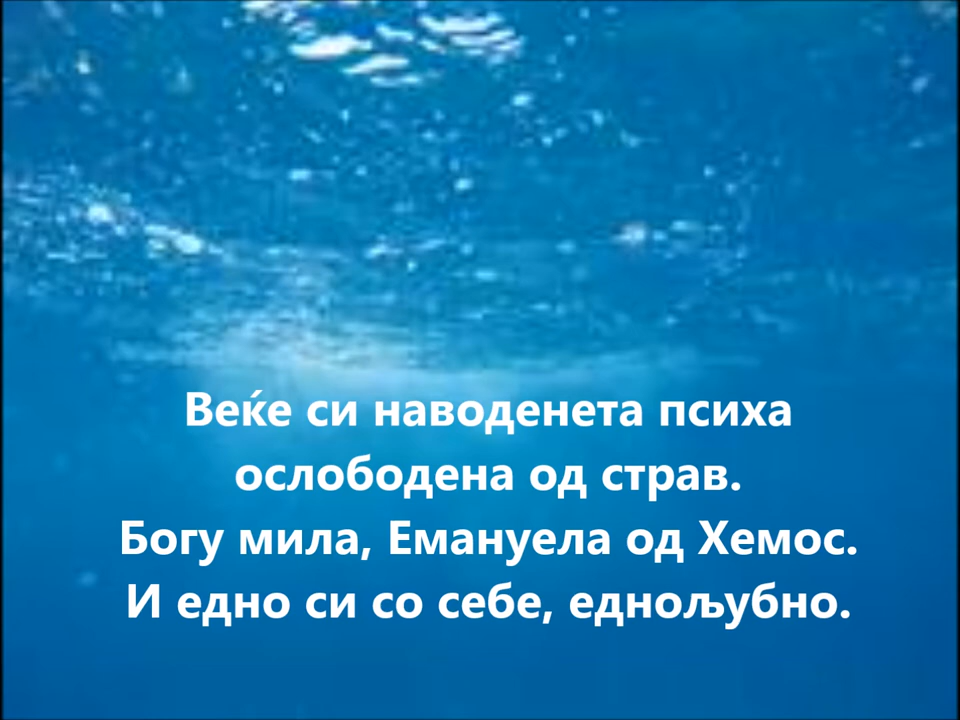 Веќе си наводенета психа
ослободена од страв.
Богу мила, Емануела од Хемос.
И едно си со себе, еднољубно.